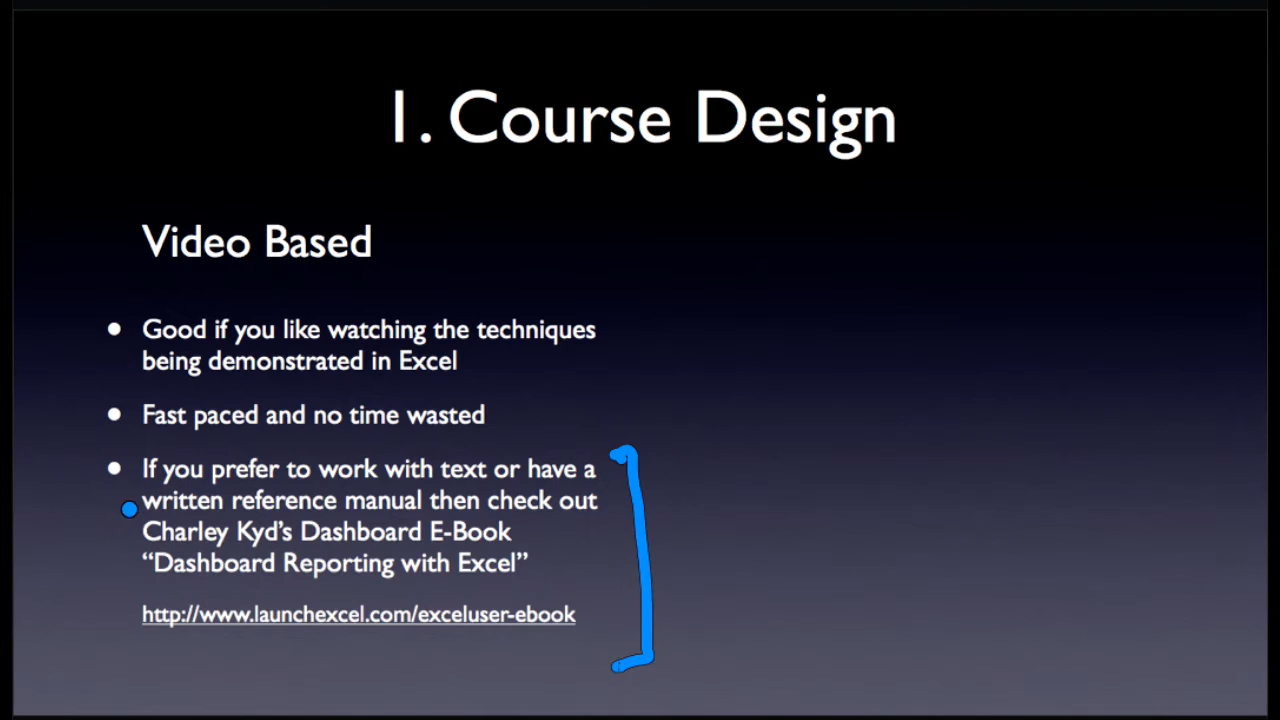 1. Course Design
Video Based
• Good if you like watching the techniques
being demonstrated in Excel
• Fast paced and no time wasted
• If you prefer to work with text or have a
written reference manual then check out
Charley Kyd’s Dashboard E-Book
“Dashboard Reporting with Excel”
http://www.launchexcel.com/exceluser-ebook